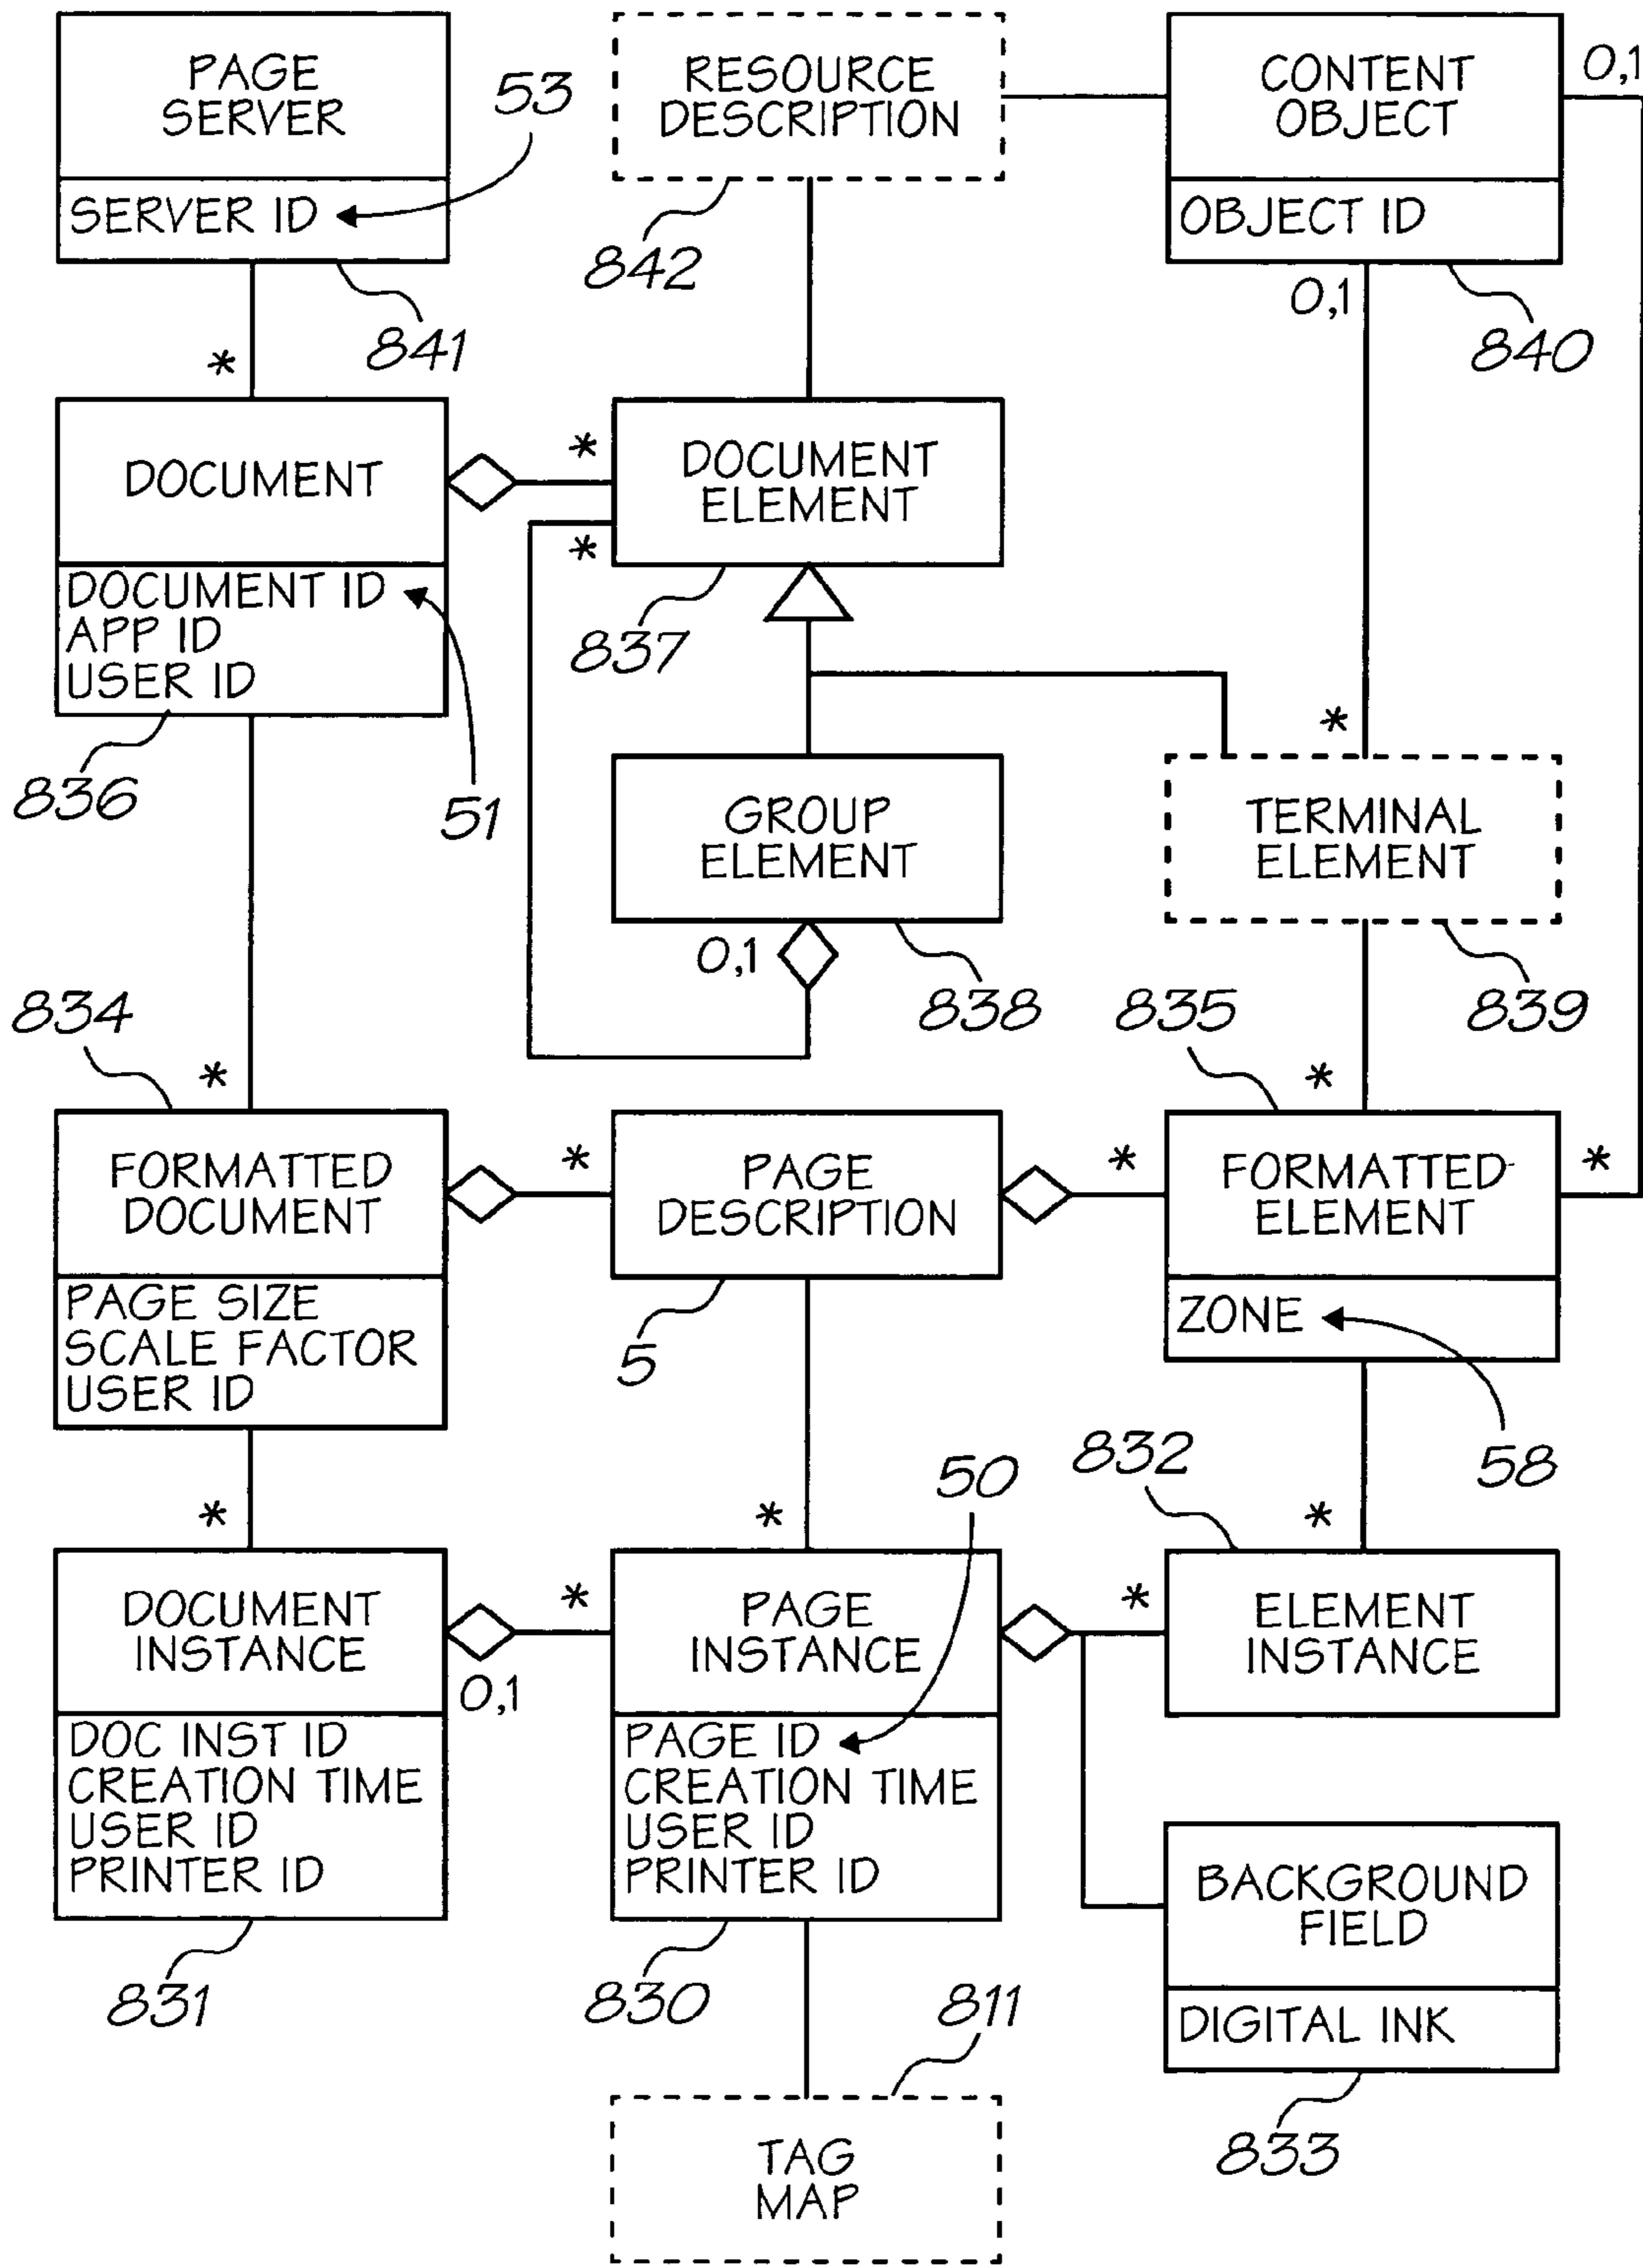 PAGE
SERVER
53
SERVER ID
841
*
RESOURCE
DESCRIPTION
842
CONTENT
OBJECT
0,1
OBJECT ID
0,1
840
DOCUMENT
*
*
DOCUMENT
ELEMENT
837
DOCUMENT ID
APP ID
USER ID
836
51
GROUP
ELEMENT
0,1
838
*
TERMINAL
ELEMENT
839
834
*
835
*
FORMATTED
DOCUMENT
*
PAGE
DESCRIPTION
*
FORMATTED
ELEMENT
*
PAGE SIZE
SCALE FACTOR
USER ID
5
ZONE
58
*
*
50
832
*
DOCUMENT
INSTANCE
0,1
*
PAGE
INSTANCE
*
ELEMENT
INSTANCE
DOC INST ID
CREATION TIME
USER ID
PRINTER ID
831
PAGE ID
CREATION TIME
USER ID
PRINTER ID
830
BACKGROUND
FIELD
DIGITAL INK
833
811
TAG
MAP